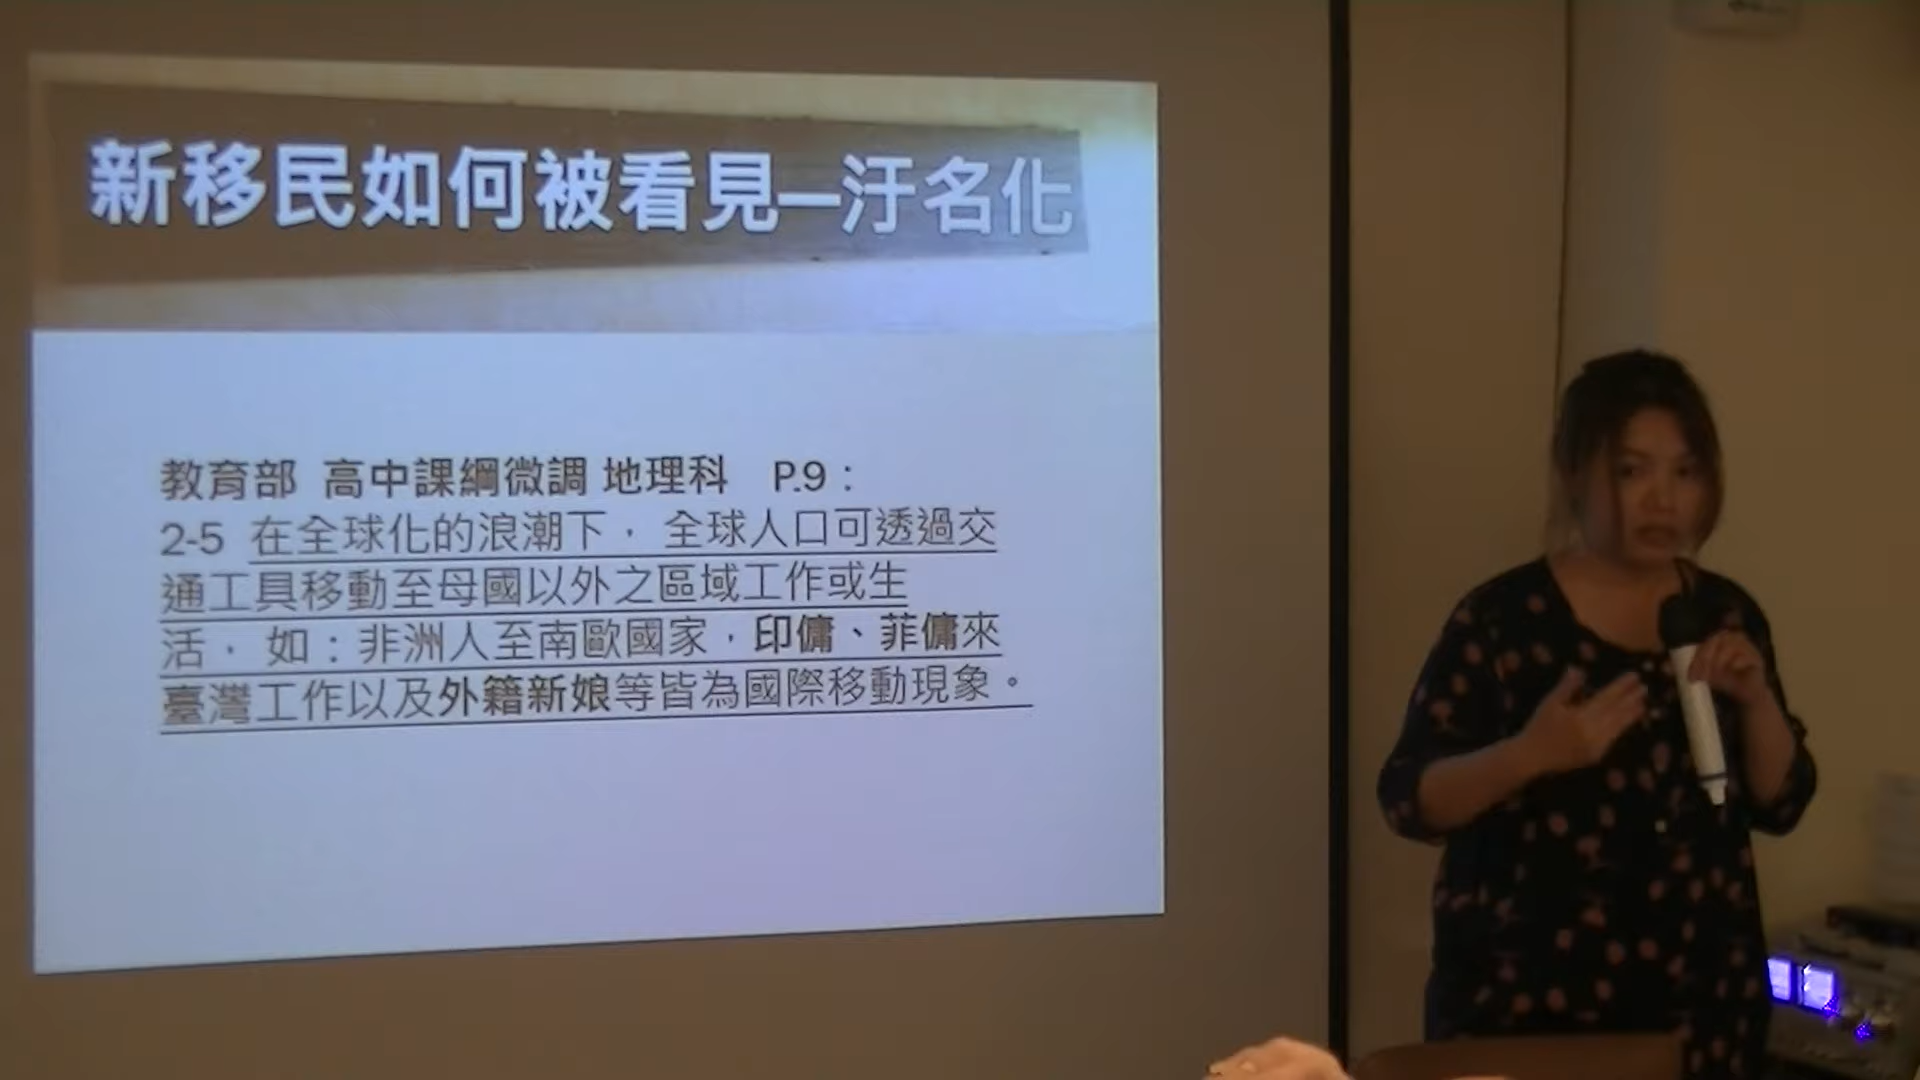 新移民如何被看見—汙名化
教育部 高中課綱微調 地理科 P.9：
2-5 在全球化的浪潮下， 全球人口可透過交
通工具移動至母國以外之區域工作或生
活， 如：非洲人至南歐國家，印傭、菲傭來
臺灣工作以及外籍新娘等皆為國際移動現象。